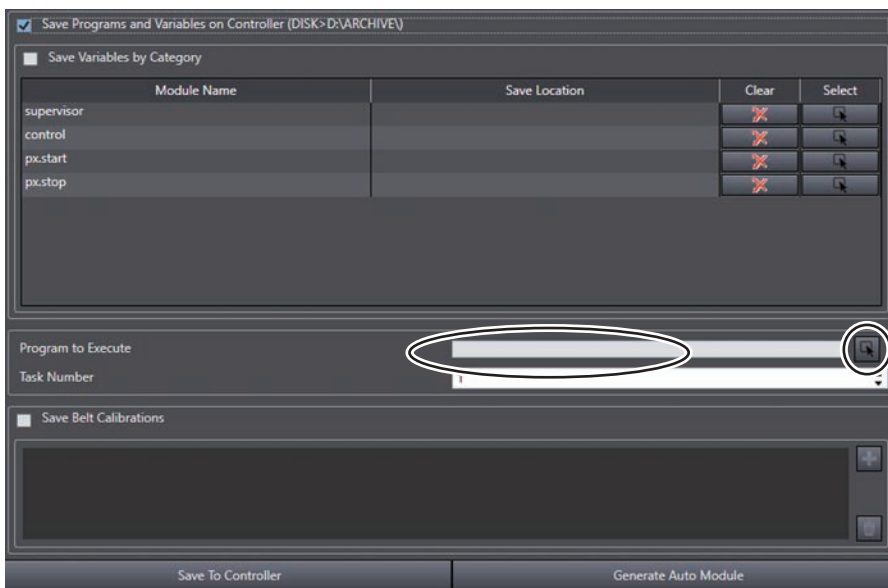 Save Programs and Variables on Controller (DISK>D:\ARCHIVE\)
Save Variables by Category
Module Name Save Location Clear Select
supervisor
control
px.start
px.stop
Program to Execute
Task Number 1
Save Belt Calibrations
Save To Controller Generate Auto Module